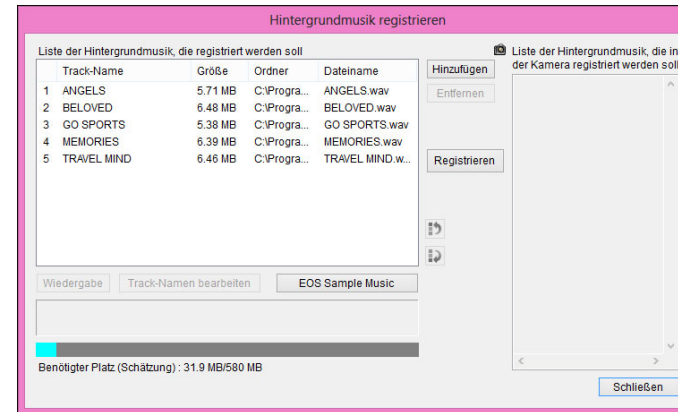 Hintergrundmusik registrieren
Liste der Hintergrundmusik, die registriert werden soll
Track-Name Größe Ordner Dateiname
1 ANGELS 5.71 MB C:\Progra... ANGELS.wav
2 BELOVED 6.48 MB C:\Progra... BELOVED.wav
3 GO SPORTS 5.38 MB C:\Progra... GO SPORTS.wav
4 MEMORIES 6.39 MB C:\Progra... MEMORIES.wav
5 TRAVEL MIND 6.46 MB C:\Progra... TRAVEL MIND.w...
Wiedergabe Track-Namen bearbeiten EOS Sample Music
Benötigter Platz (Schätzung) : 31.9 MB/580 MB
Hinzufügen
Entfernen
Registrieren
Liste der Hintergrundmusik, die in
der Kamera registriert werden soll
Schließen